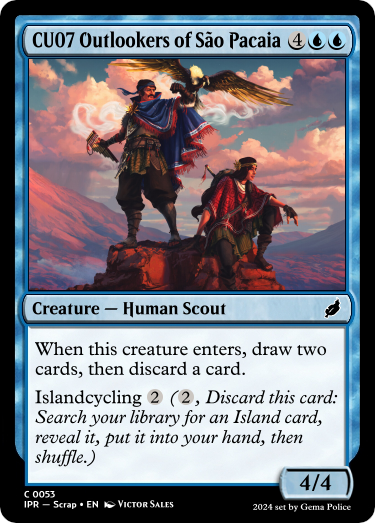 CU07 Outlookers of São Pacaia 4
Creature — Human Scout
When this creature enters, draw two
cards, then discard a card.
Islandcycling 2 (2, Discard this card:
Search your library for an Island card,
reveal it, put it into your hand, then
shuffle.)
4/4
C 0053
IPR — Scrap • EN Victor Sales
2024 set by Gema Police